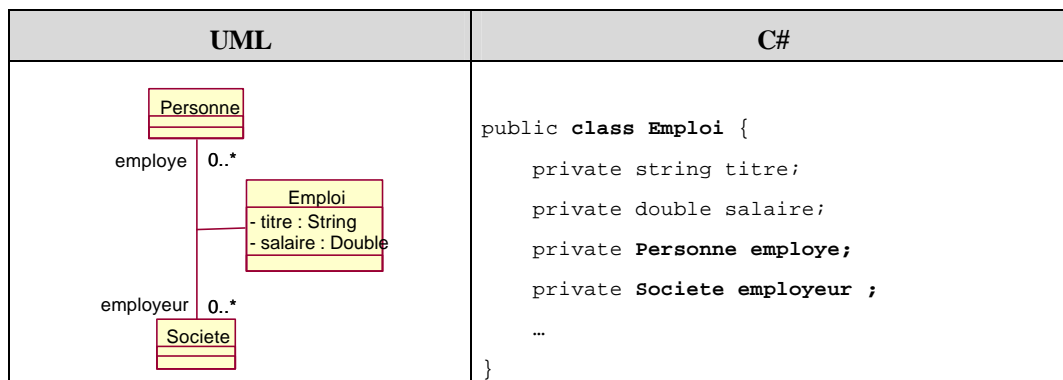 UML
C#
Personne
employe 0..*
Emploi
- titre : String
- salaire : Double
employeur 0..*
Societe
public class Emploi {
private string titre;
private double salaire;
private Personne employe;
private Societe employeur ;
…
}